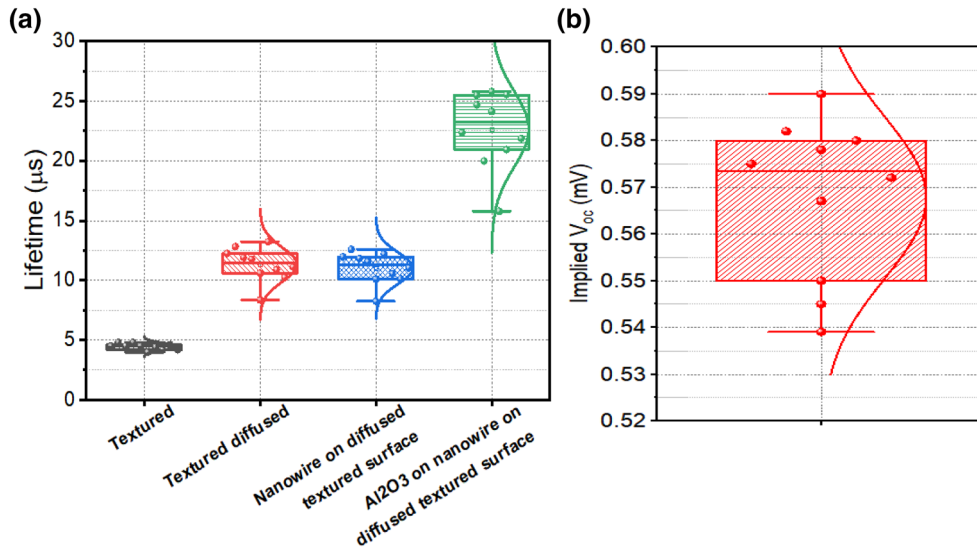 (a)
30
25
20
15
10
5
0
Lifetime (μs)
Textured
Textured diffused
Nanowire on diffused
textured surface
Al2O3 on nanowire on
diffused textured surface
(b)
0.60
0.59
0.58
0.57
0.56
0.55
0.54
0.53
0.52
Implied Voc (mV)